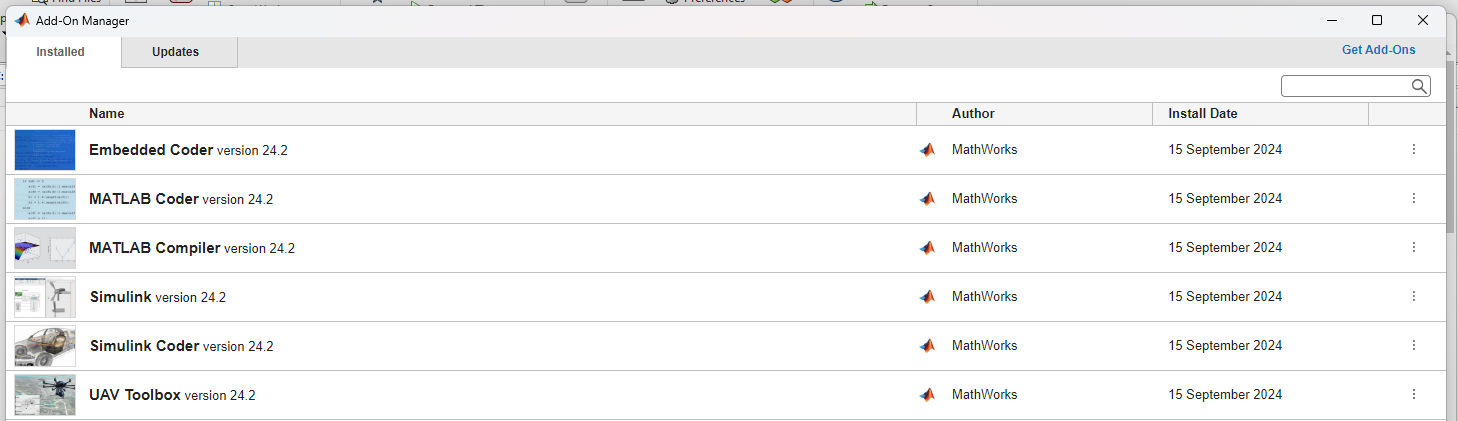 Add-On Manager
Installed
Updates
Get Add-Ons
Name
Author
Install Date
Embedded Coder version 24.2
MathWorks
15 September 2024
MATLAB Coder version 24.2
MathWorks
15 September 2024
MATLAB Compiler version 24.2
MathWorks
15 September 2024
Simulink version 24.2
MathWorks
15 September 2024
Simulink Coder version 24.2
MathWorks
15 September 2024
UAV Toolbox version 24.2
MathWorks
15 September 2024